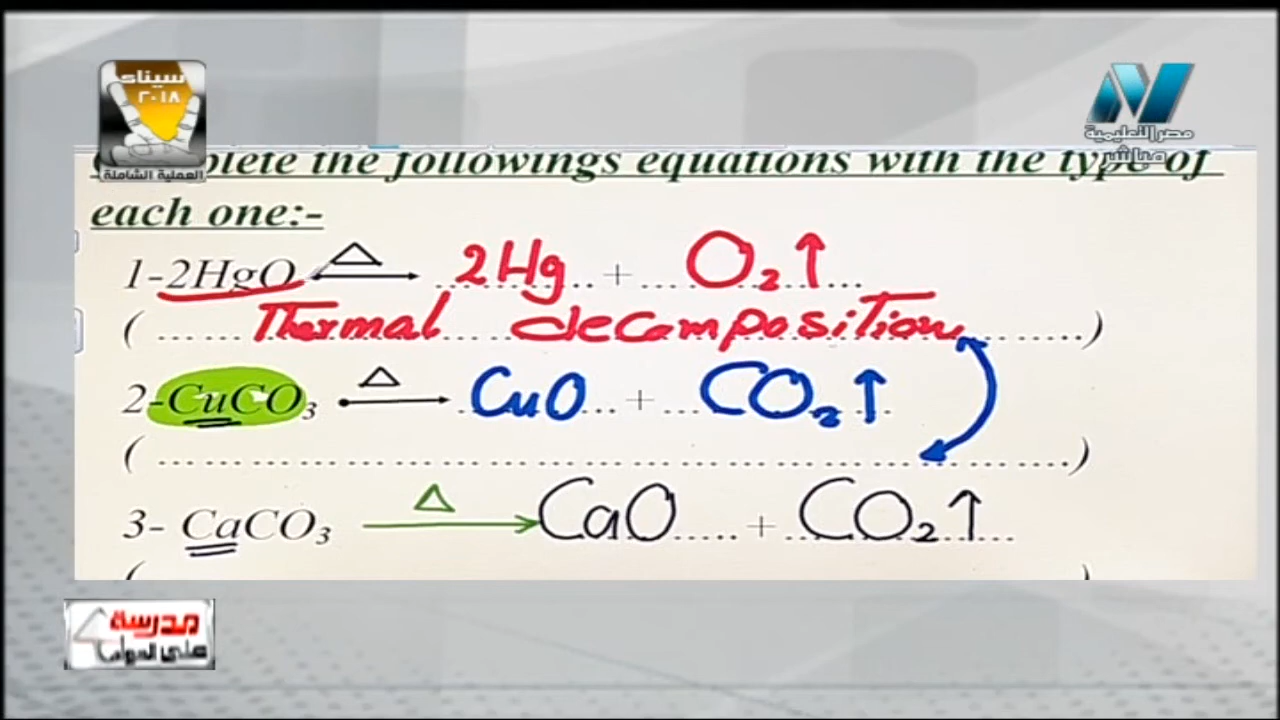 سيناء
٢٠١٨
العملية الشاملة
مصر التعليمية
مباشر
Complete the followings equations with the type of
each one:-
1-2HgO △ 2Hg + O₂↑
(Thermal decomposition)
2-CuCO₃ △ CuO + CO₂↑
(..........)
3- CaCO₃ △ CaO + CO₂↑
مدرسة
على الهواء